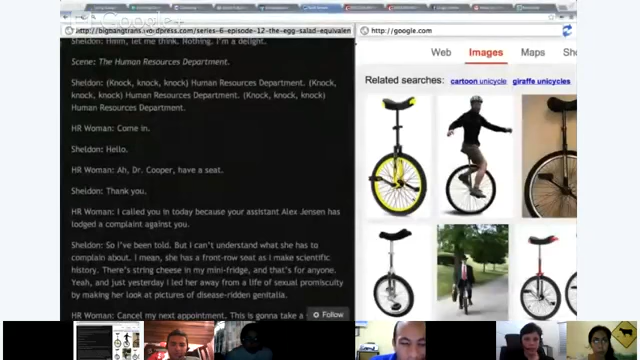 http://bigbangtrans.wordpress.com/series-6-episode-12-the-egg-salad-equivalen
http://google.com
Sheldon: Hmm, let me think. Nothing. I'm a delight.
Scene: The Human Resources Department.
Sheldon: (Knock, knock, knock) Human Resources Department. (Knock,
knock, knock) Human Resources Department. (Knock, knock, knock)
Human Resources Department.
HR Woman: Come in.
Sheldon: Hello.
HR Woman: Ah, Dr. Cooper, have a seat.
Sheldon: Thank you.
HR Woman: I called you in today because your assistant Alex Jensen has
lodged a complaint against you.
Sheldon: So I've been told. But I can't understand what she has to
complain about. I mean, she has a front-row seat as I make scientific
history. There's string cheese in my mini-fridge, and that's for anyone.
Yeah, and just yesterday I led her away from a life of sexual promiscuity
by making her look at pictures of disease-ridden genitalia.
HR Woman: Cancel my next appointment. This is gonna take a
Follow
Web Images Maps Sho
Related searches: cartoon unicycle giraffe unicycles